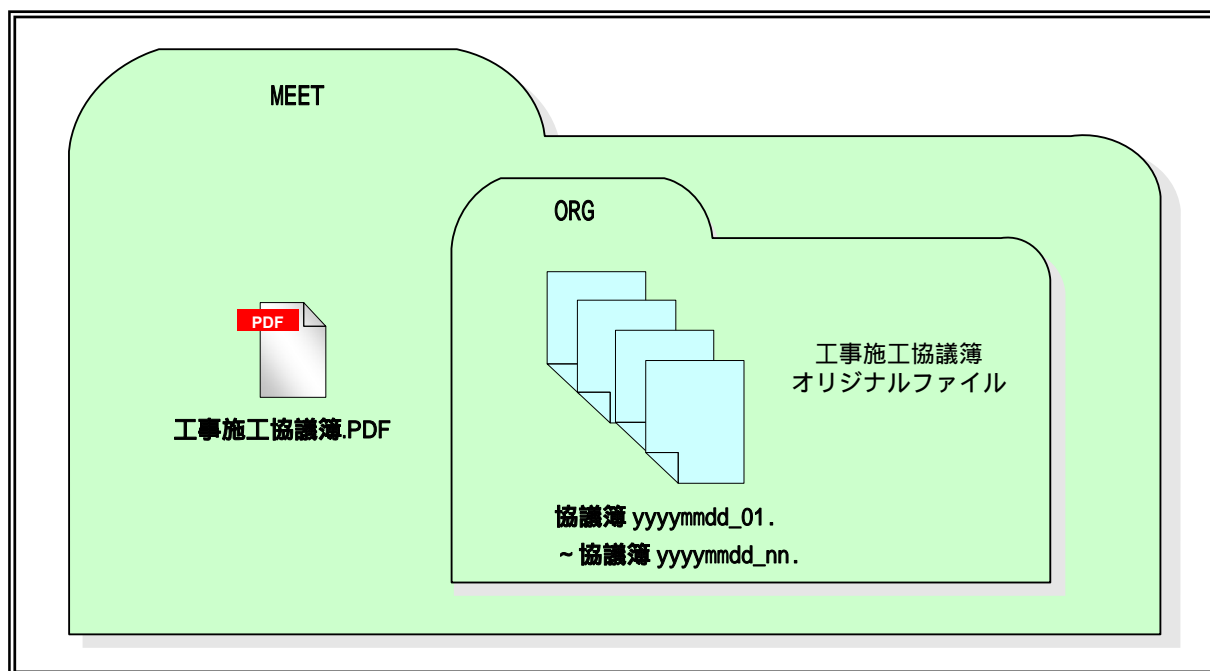 MEET
ORG
PDF
工事施工協議簿.PDF
工事施工協議簿
オリジナルファイル
協議簿 yyyymmdd_01.
~協議簿 yyyymmdd_nn.